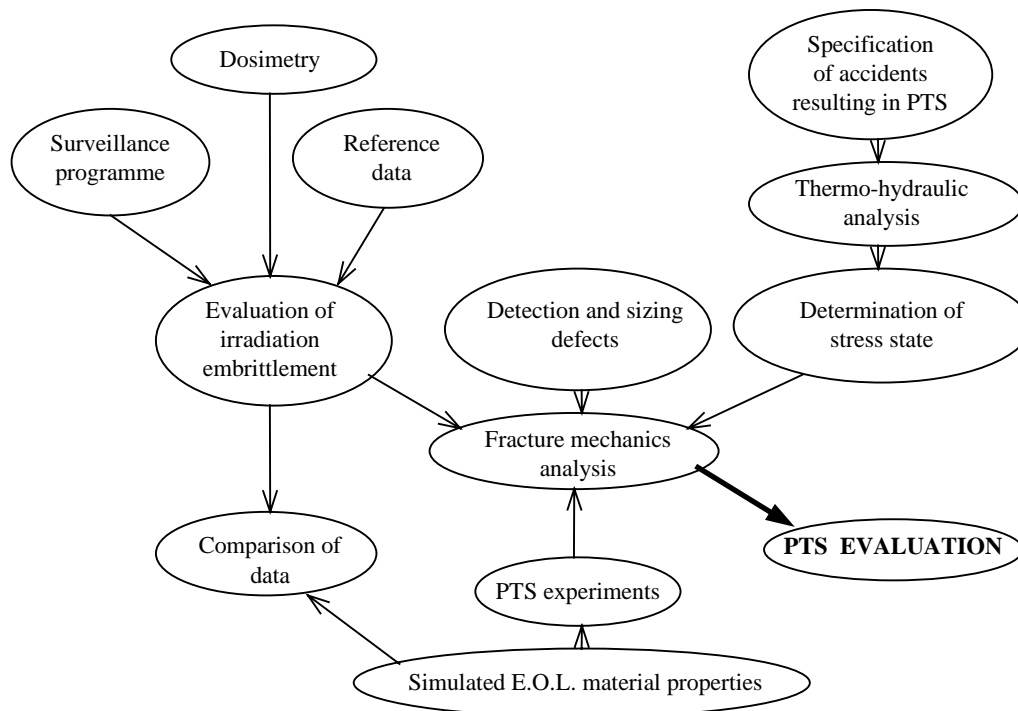 Dosimetry
Specification
of accidents
resulting in PTS
Surveillance
programme
Reference
data
Thermo-hydraulic
analysis
Evaluation of
irradiation
embrittlement
Detection and sizing
defects
Determination of
stress state
Fracture mechanics
analysis
Comparison of
data
PTS EVALUATION
PTS experiments
Simulated E.O.L. material properties